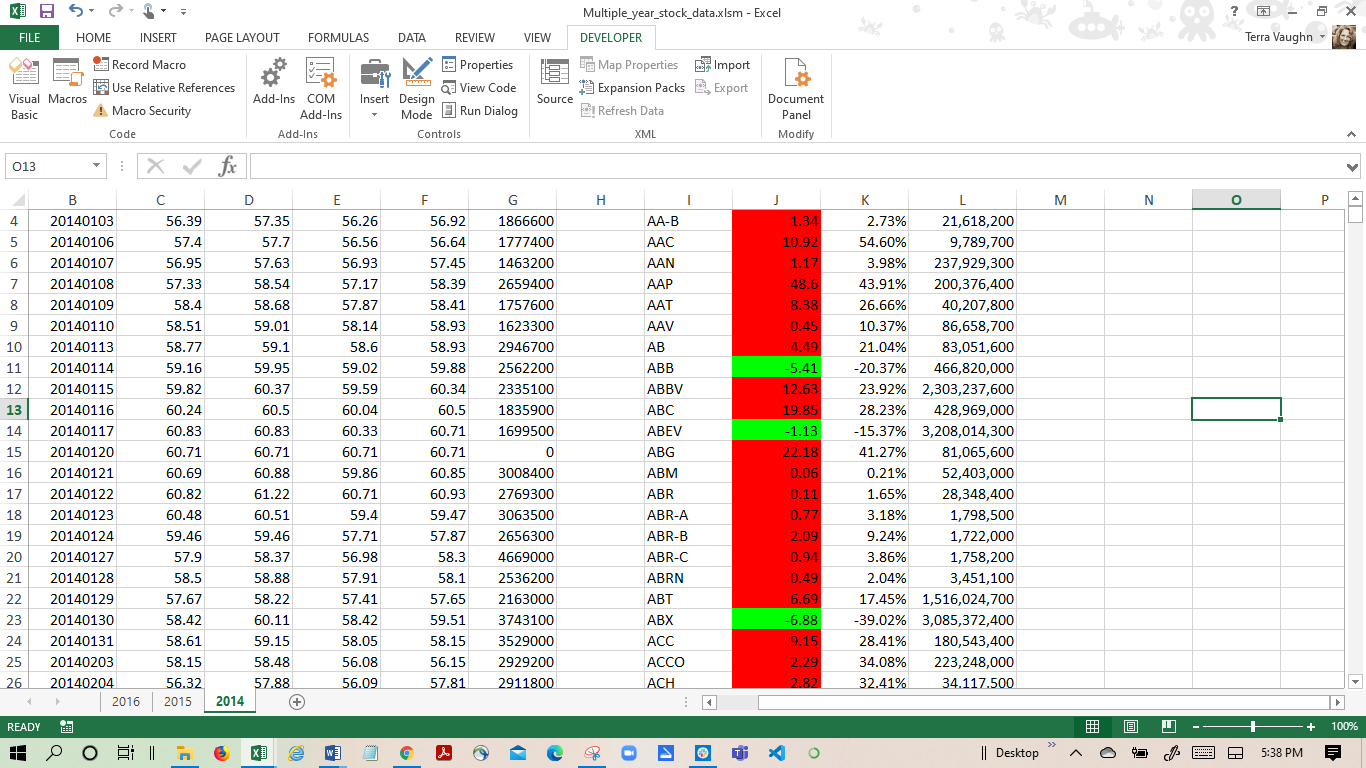 Multiple_year_stock_data.xlsm - Excel
?
FILE HOME INSERT PAGE LAYOUT FORMULAS DATA REVIEW VIEW DEVELOPER Terra Vaughn
Record Macro Properties Map Properties Import
Use Relative References View Code Expansion Packs Export
Macro Security Run Dialog Refresh Data
Visual Basic Macros Add-Ins COM Add-Ins Insert Design Mode Source Document Panel
Code Add-Ins Controls XML Modify
O13 fx
B C D E F G H I J K L M N O P
4 20140103 56.39 57.35 56.26 56.92 1866600 AA-B 1.34 2.73% 21,618,200
5 20140106 57.4 57.7 56.56 56.64 1777400 AAC 10.92 54.60% 9,789,700
6 20140107 56.95 57.63 56.93 57.45 1463200 AAN 1.17 3.98% 237,929,300
7 20140108 57.33 58.54 57.17 58.39 2659400 AAP 48.6 43.91% 200,376,400
8 20140109 58.4 58.68 57.87 58.41 1757600 AAT 8.38 26.66% 40,207,800
9 20140110 58.51 59.01 58.14 58.93 1623300 AAV 0.45 10.37% 86,658,700
10 20140113 58.77 59.1 58.6 58.93 2946700 AB 4.49 21.04% 83,051,600
11 20140114 59.16 59.95 59.02 59.88 2562200 ABB -5.41 -20.37% 466,820,000
12 20140115 59.82 60.37 59.59 60.34 2335100 ABBV 12.63 23.92% 2,303,237,600
13 20140116 60.24 60.5 60.04 60.5 1835900 ABC 19.85 28.23% 428,969,000
14 20140117 60.83 60.83 60.33 60.71 1699500 ABEV -1.13 -15.37% 3,208,014,300
15 20140120 60.71 60.71 60.71 60.71 0 ABG 22.18 41.27% 81,065,600
16 20140121 60.69 60.88 59.86 60.85 3008400 ABM 0.06 0.21% 52,403,000
17 20140122 60.82 61.22 60.71 60.93 2769300 ABR 0.11 1.65% 28,348,400
18 20140123 60.48 60.51 59.4 59.47 3063500 ABR-A 0.77 3.18% 1,798,500
19 20140124 59.46 59.46 57.71 57.87 2656300 ABR-B 2.09 9.24% 1,722,000
20 20140127 57.9 58.37 56.98 58.3 4669000 ABR-C 0.94 3.86% 1,758,200
21 20140128 58.5 58.88 57.91 58.1 2536200 ABRN 0.49 2.04% 3,451,100
22 20140129 57.67 58.22 57.41 57.65 2163000 ABT 6.69 17.45% 1,516,024,700
23 20140130 58.42 60.11 58.42 59.51 3743100 ABX -6.88 -39.02% 3,085,372,400
24 20140131 58.61 59.15 58.05 58.15 3529000 ACC 9.15 28.41% 180,543,400
25 20140203 58.15 58.48 56.08 56.15 2929200 ACCO 2.29 34.08% 223,248,000
26 20140204 56.32 57.88 56.09 57.81 2911800 ACH 2.82 32.41% 34,117,500
2016 2015 2014
READY 100%
Desktop 5:38 PM